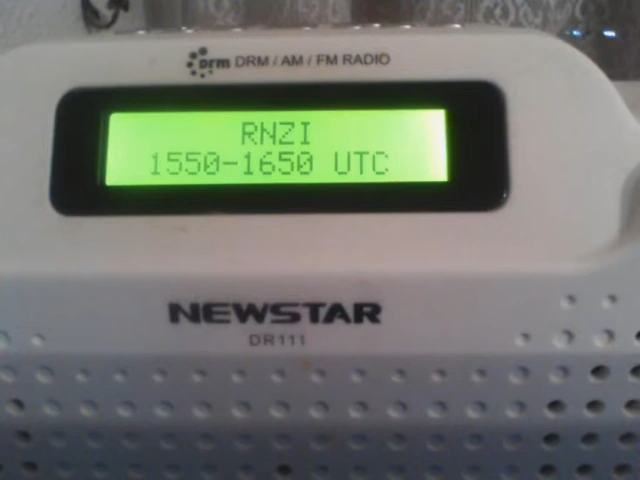 drm DRM / AM / FM RADIO
RNZI
1550-1650 UTC
NEWSTAR
DR111